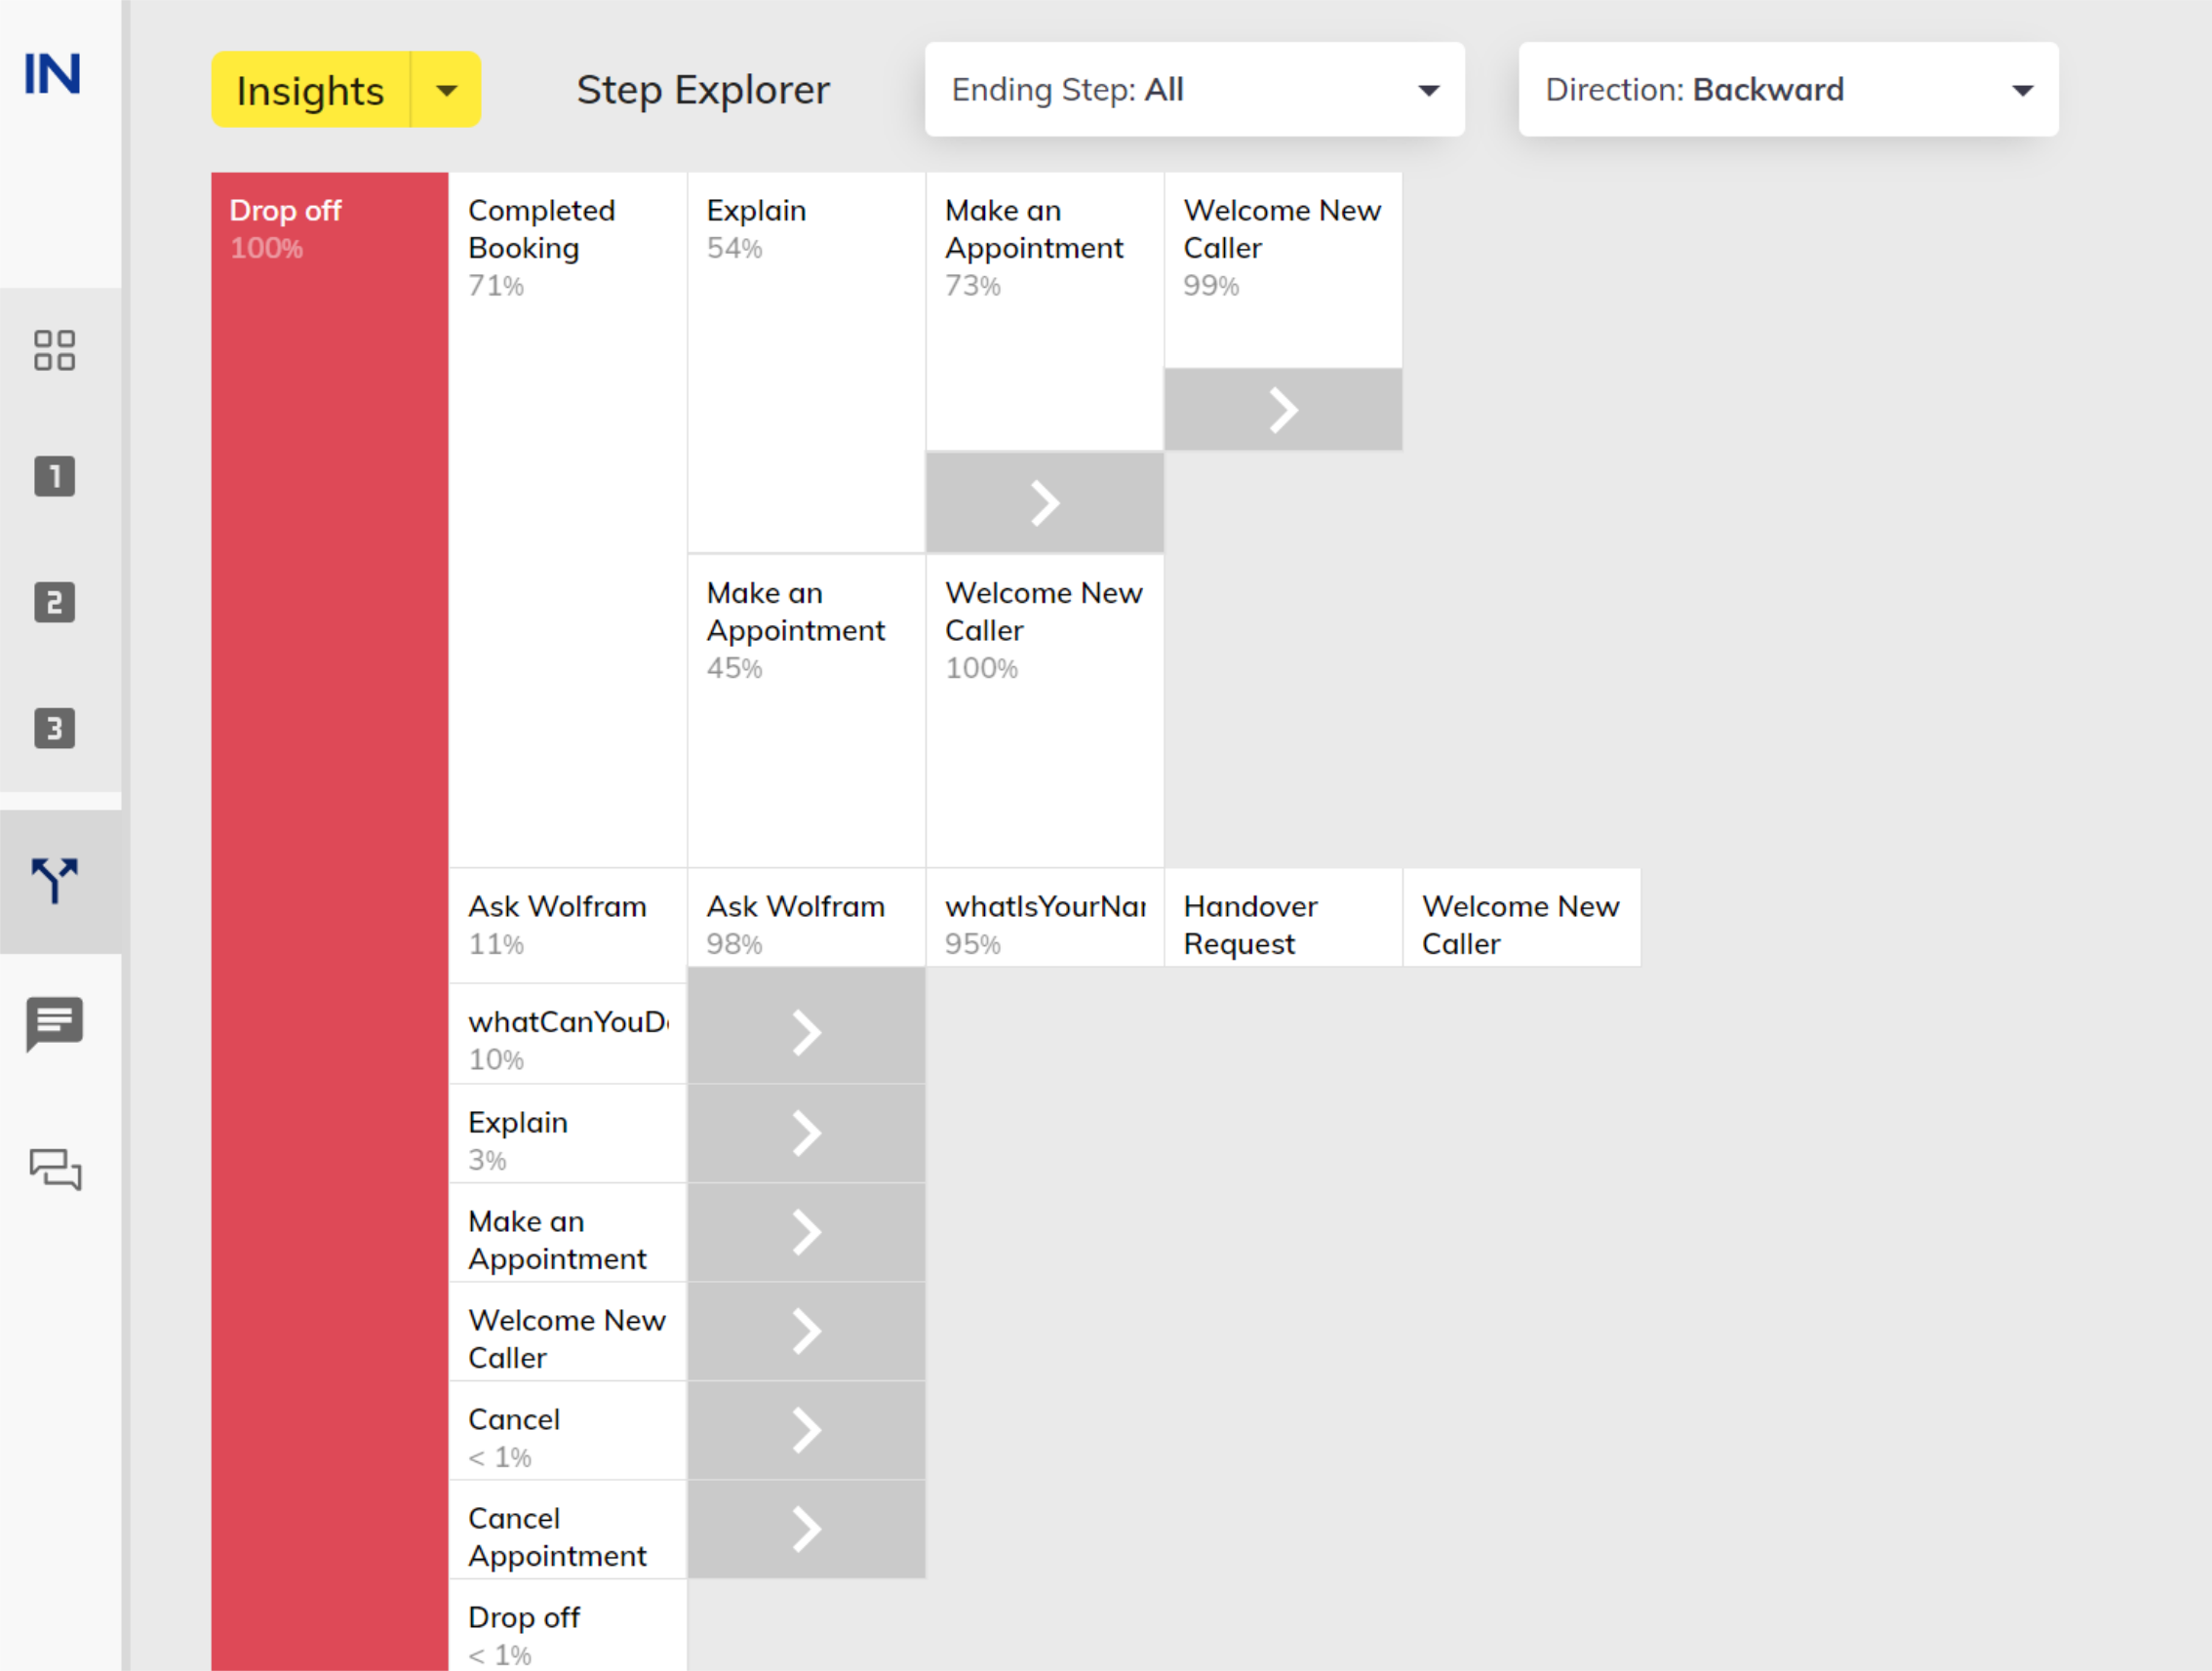 IN
Insights
Step Explorer
Ending Step: All
Direction: Backward
Drop off
100%
Completed
Booking
71%
Explain
54%
Make an
Appointment
73%
Welcome New
Caller
99%
Make an
Appointment
45%
Welcome New
Caller
100%
1
2
3
Ask Wolfram
11%
Ask Wolfram
98%
whatIsYourNar
95%
Handover
Request
Welcome New
Caller
whatCanYouD
10%
Explain
3%
Make an
Appointment
Welcome New
Caller
Cancel
< 1%
Cancel
Appointment
Drop off
< 1%